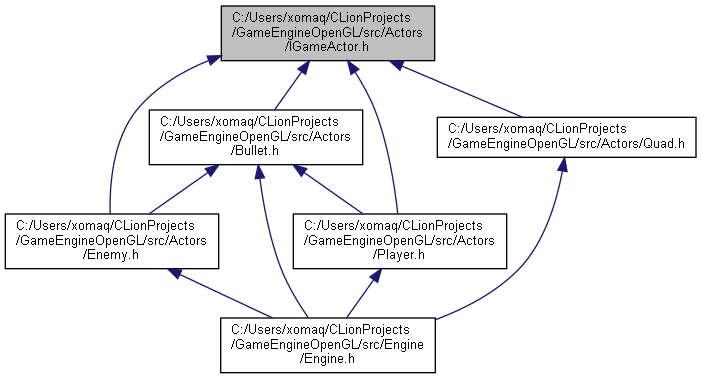 C:/Users/xomaq/CLionProjects
/GameEngineOpenGL/src/Actors
/IGameActor.h
C:/Users/xomaq/CLionProjects
/GameEngineOpenGL/src/Actors
/Bullet.h
C:/Users/xomaq/CLionProjects
/GameEngineOpenGL/src/Actors/Quad.h
C:/Users/xomaq/CLionProjects
/GameEngineOpenGL/src/Actors
/Enemy.h
C:/Users/xomaq/CLionProjects
/GameEngineOpenGL/src/Actors
/Player.h
C:/Users/xomaq/CLionProjects
/GameEngineOpenGL/src/Engine
/Engine.h